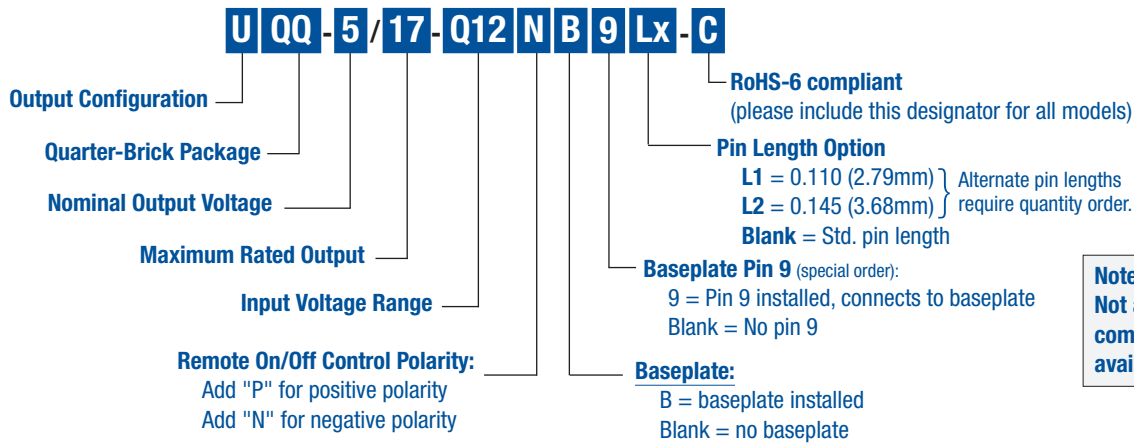 U QQ - 5 / 17 - Q12 N B 9 Lx - C
Output Configuration
Quarter-Brick Package
Nominal Output Voltage
Maximum Rated Output
Input Voltage Range
Remote On/Off Control Polarity:
Add "P" for positive polarity
Add "N" for negative polarity
RoHS-6 compliant
(please include this designator for all models)
Pin Length Option
L1 = 0.110 (2.79mm)
L2 = 0.145 (3.68mm)
Alternate pin lengths
require quantity order.
Blank = Std. pin length
Baseplate Pin 9 (special order):
9 = Pin 9 installed, connects to baseplate
Blank = No pin 9
Baseplate:
B = baseplate installed
Blank = no baseplate
Note
Not